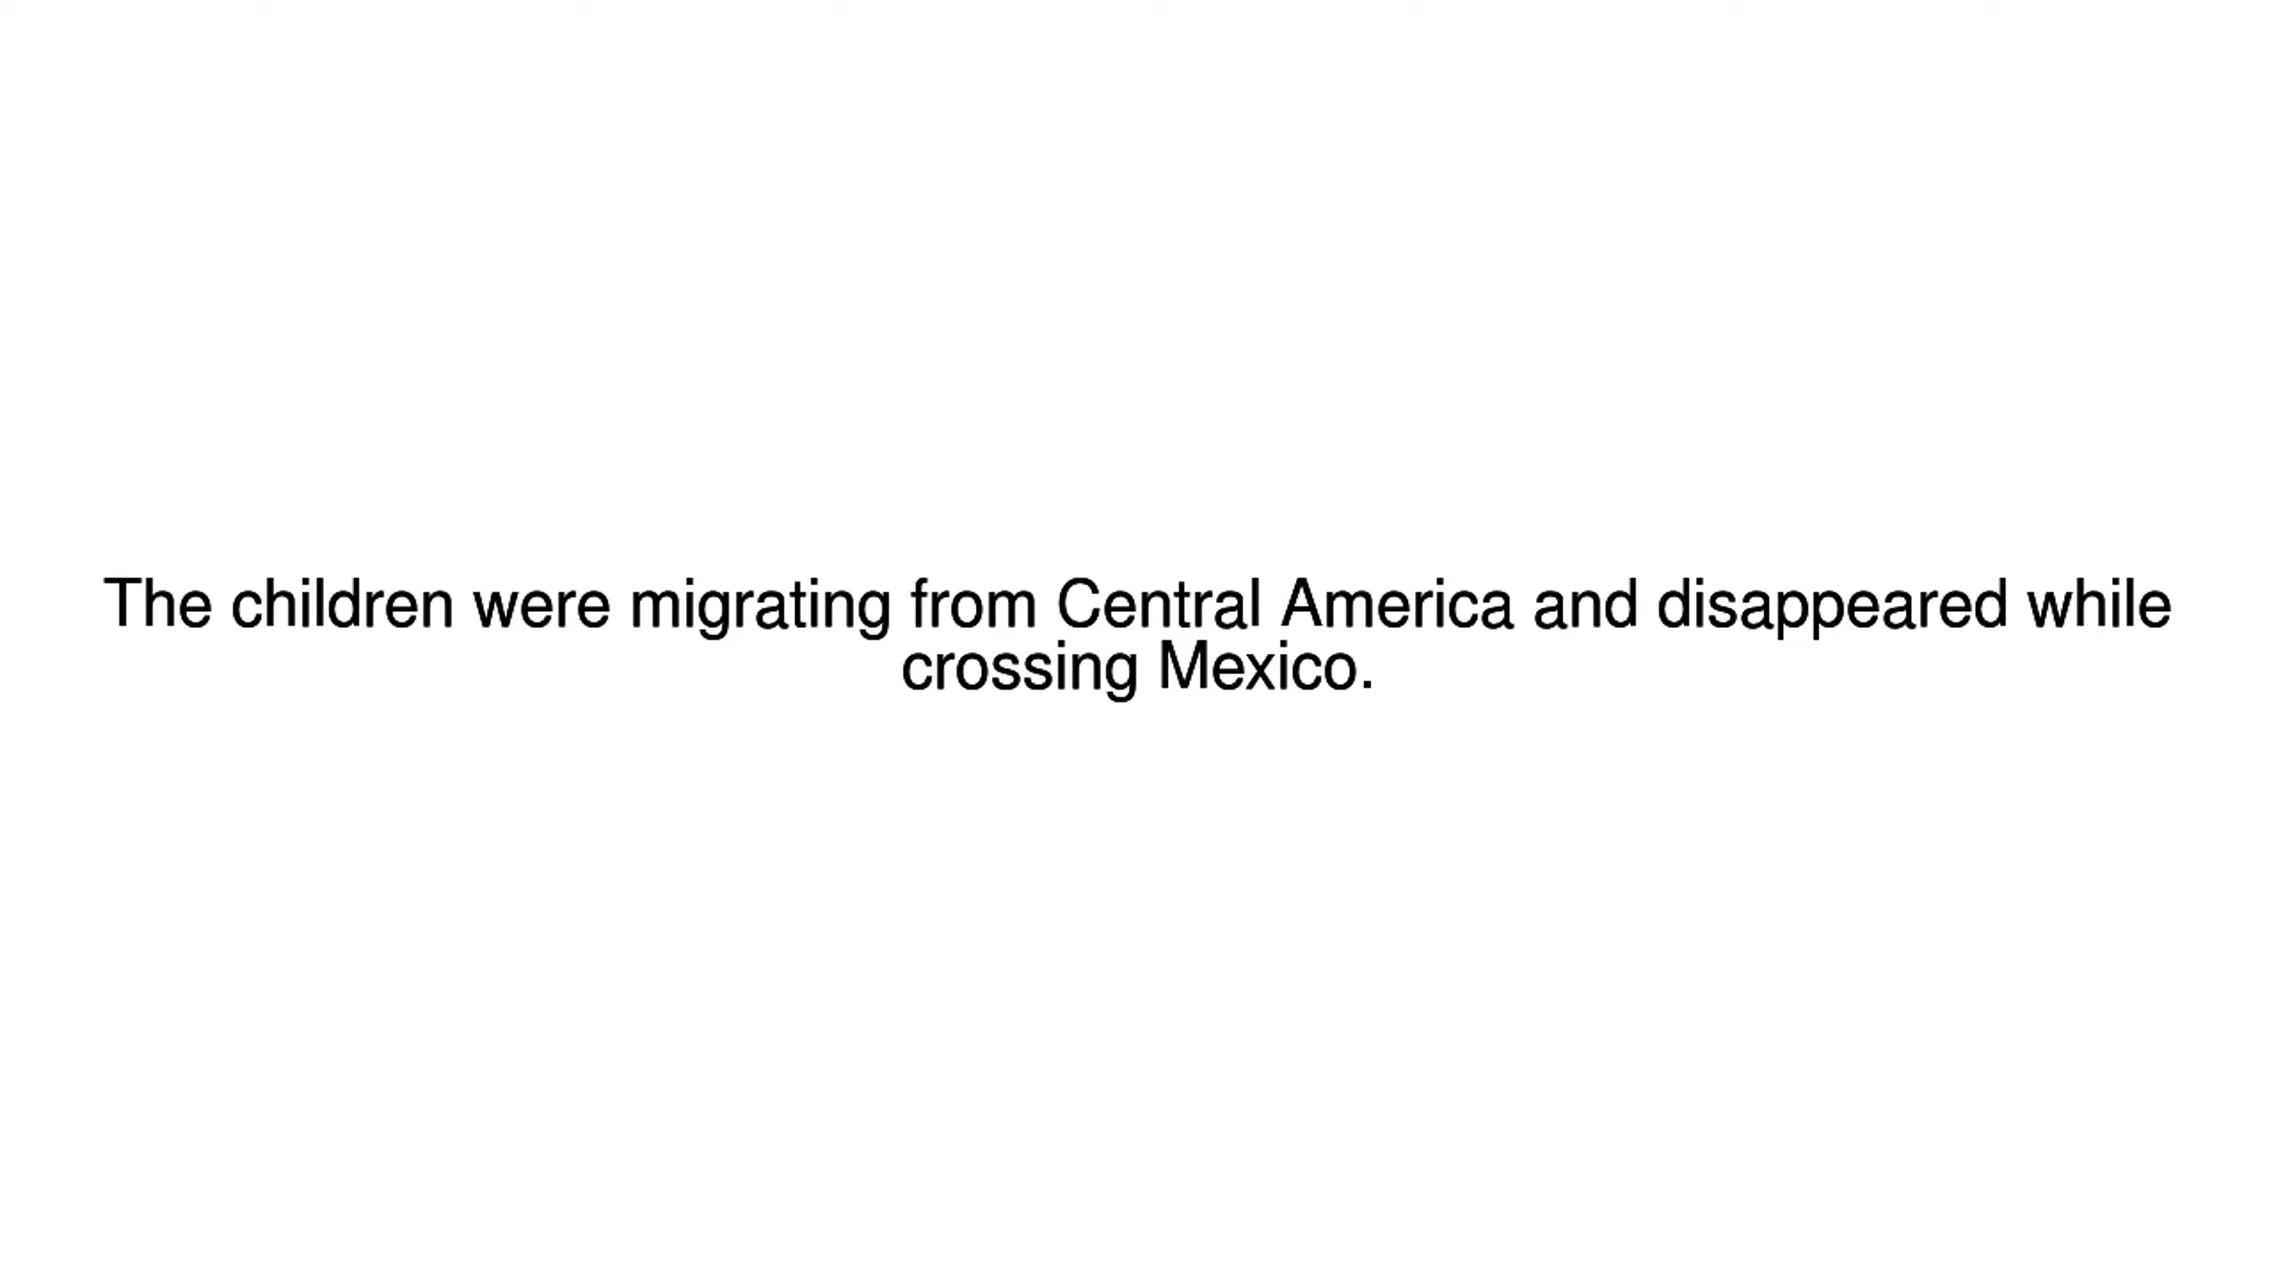 The children were migrating from Central America and disappeared while
crossing Mexico.